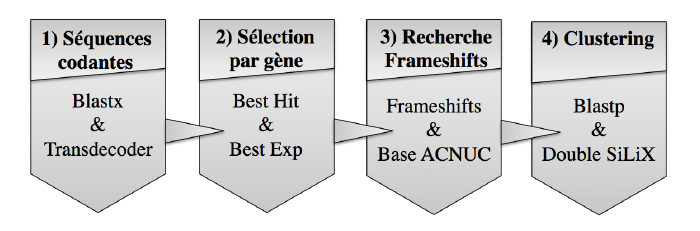 1) Séquences
codantes
Blastx
&
Transdecoder
2) Sélection
par gène
Best Hit
&
Best Exp
3) Recherche
Frameshifts
Frameshifts
&
Base ACNUC
4) Clustering
Blastp
&
Double SiLiX